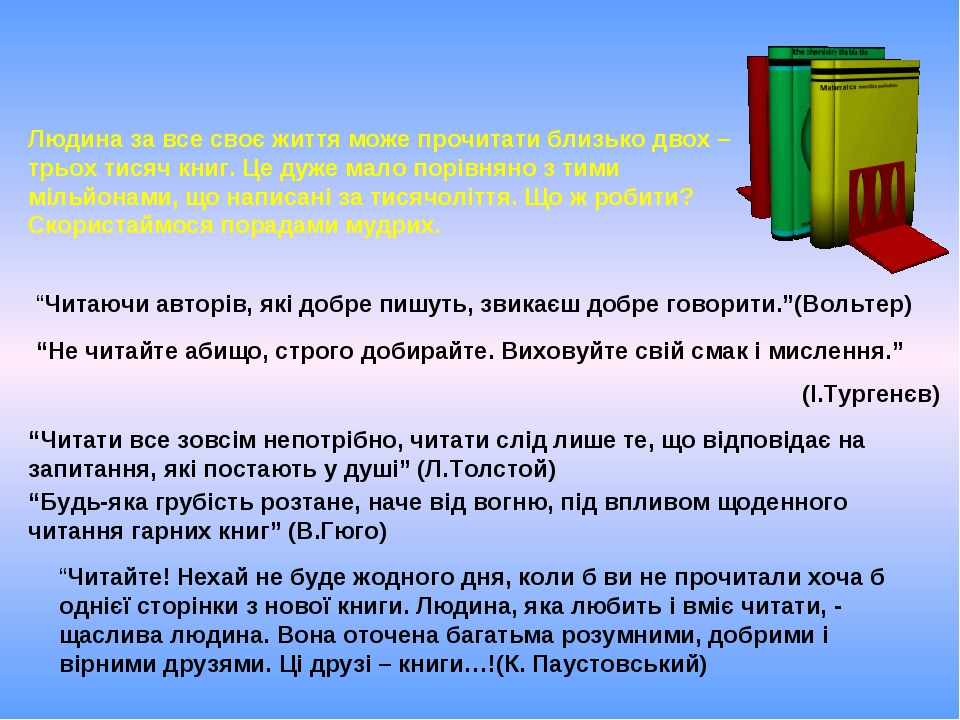 the chemistry bla bla bla
Людина за все своє життя може прочитати близько двох –
трьох тисяч книг. Це дуже мало порівняно з тими
мільйонами, що написані за тисячоліття. Що ж робити?
Скористаймося порадами мудрих.
“Читаючи авторів, які добре пишуть, звикаєш добре говорити.”(Вольтер)
“Не читайте абищо, строго добирайте. Виховуйте свій смак і мислення.”
(І.Тургенєв)
“Читати все зовсім непотрібно, читати слід лише те, що відповідає на
запитання, які постають у душі” (Л.Толстой)
“Будь-яка грубість розтане, наче від вогню, під впливом щоденного
читання гарних книг” (В.Гюго)
“Читайте! Нехай не буде жодного дня, коли б ви не прочитали хоча б
однієї сторінки з нової книги. Людина, яка любить і вміє читати, -
щаслива людина. Вона оточена багатьма розумними, добрими і
вірними друзями. Ці друзі – книги…!(К. Паустовський)